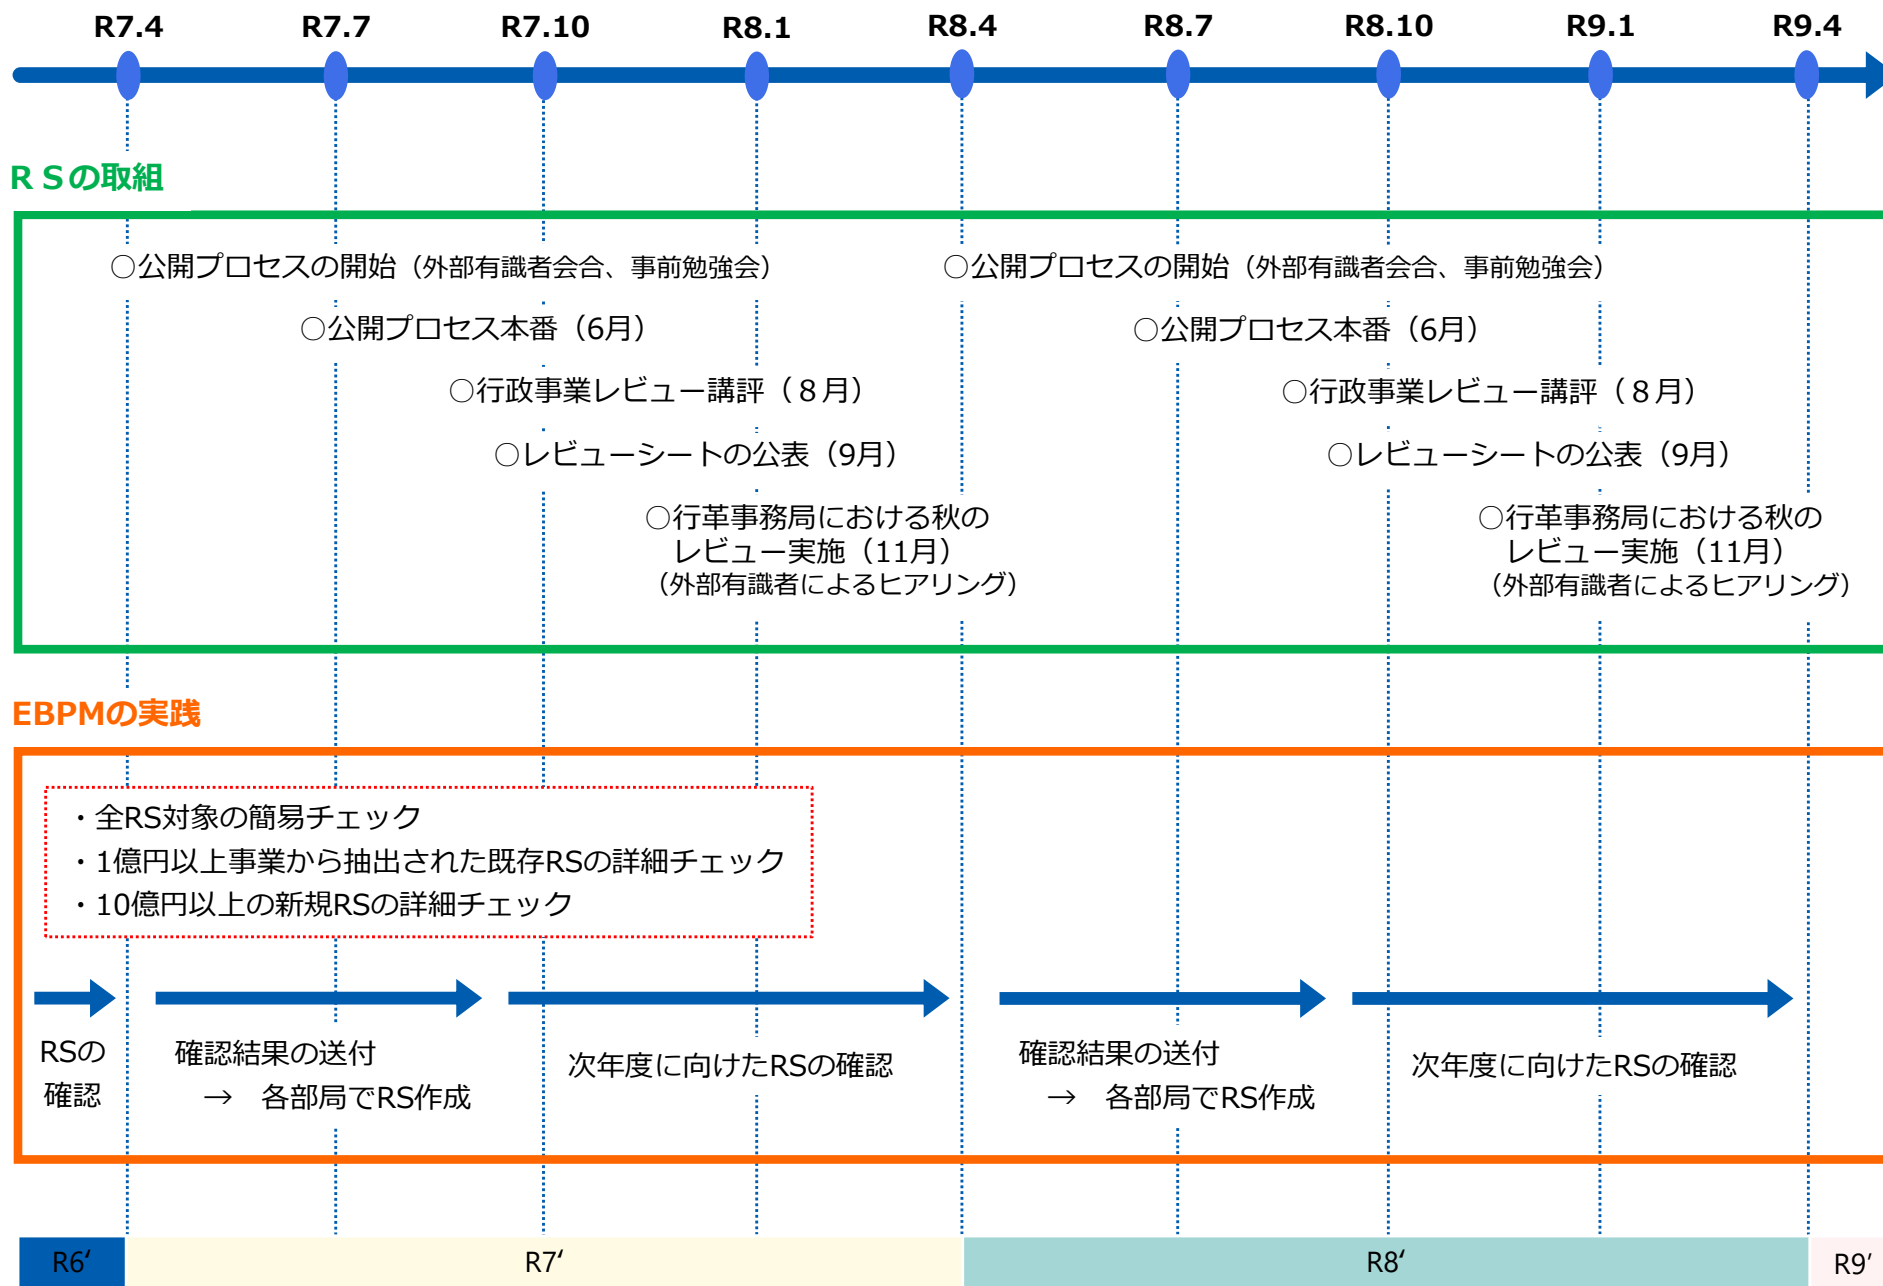 R7.4 R7.7 R7.10 R8.1 R8.4 R8.7 R8.10 R9.1 R9.4
ＲＳの取組
○公開プロセスの開始（外部有識者会合、事前勉強会）
○公開プロセス本番（6月）
○行政事業レビュー講評（８月）
○レビューシートの公表（9月）
○行革事務局における秋の
レビュー実施（11月）
（外部有識者によるヒアリング）
○公開プロセスの開始（外部有識者会合、事前勉強会）
○公開プロセス本番（6月）
○行政事業レビュー講評（８月）
○レビューシートの公表（9月）
○行革事務局における秋の
レビュー実施（11月）
（外部有識者によるヒアリング）
EBPMの実践
・全RS対象の簡易チェック
・1億円以上事業から抽出された既存RSの詳細チェック
・10億円以上の新規RSの詳細チェック
RSの
確認
確認結果の送付
→　各部局でRS作成
次年度に向けたRSの確認
確認結果の送付
→　各部局でRS作成
次年度に向けたRSの確認
R6‘ R7‘ R8‘ R9’